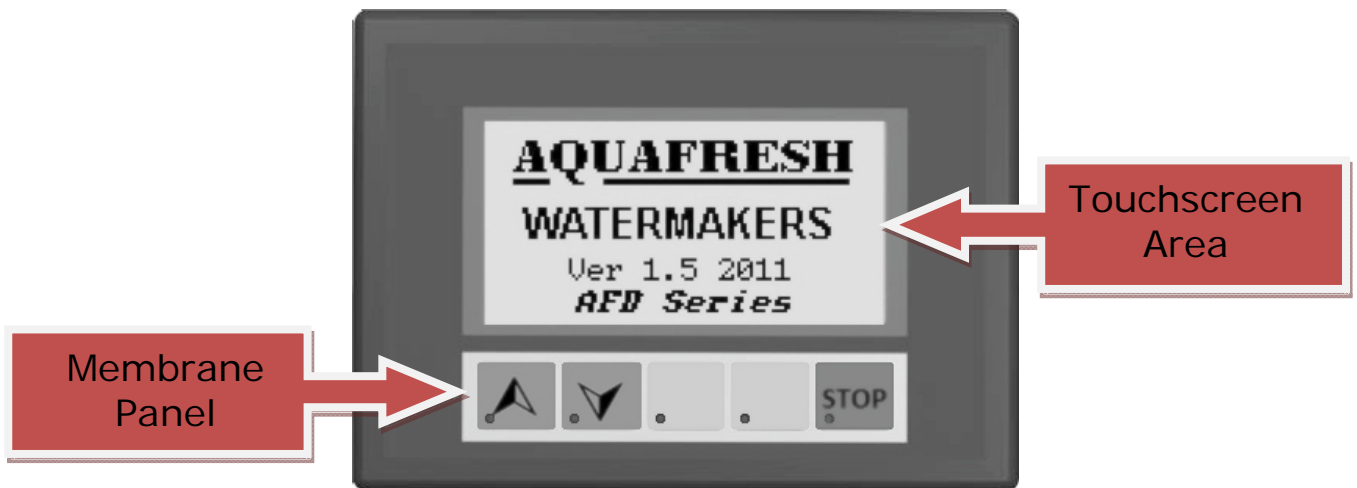 AQUAFRESH
WATERMAKERS
Ver 1.5 2011
AFD Series
Touchscreen
Area
Membrane
Panel
STOP